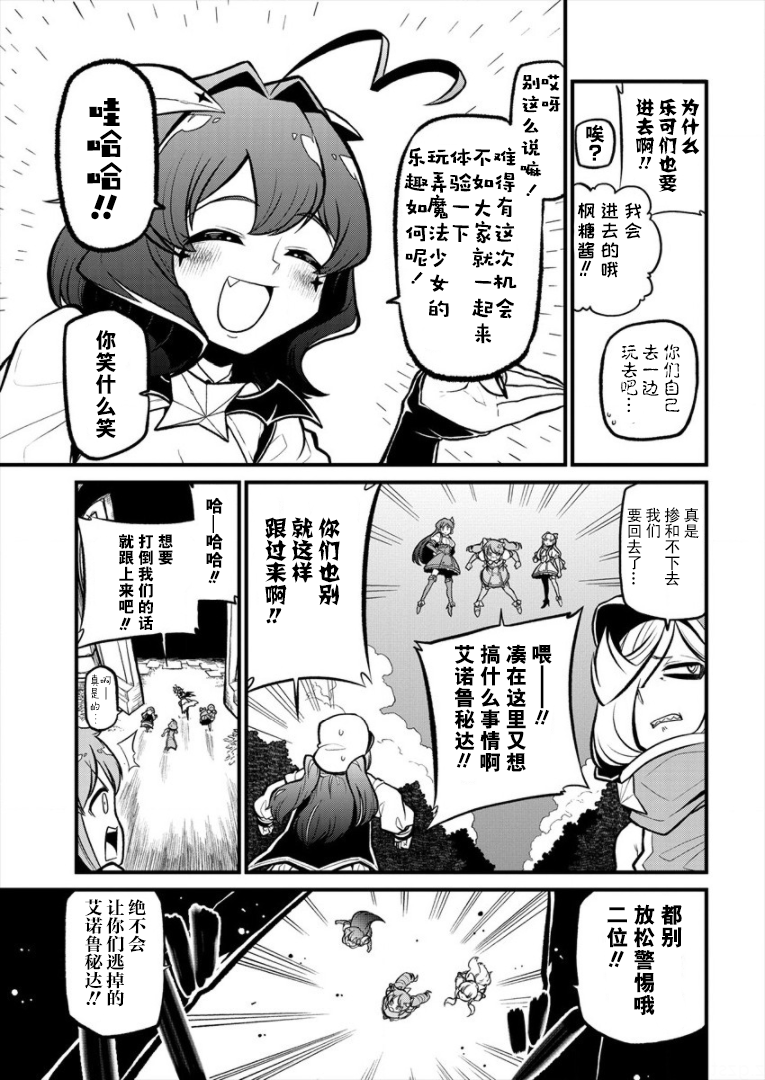 为什么
乐可们也要
进去啊!!
唉？
我会
进去的哦
枫糖酱!!
你们自己
去一边
玩去吧…
哎呀
别这么说嘛！
难得有这次机会
不如大家就一起来
体验一下
玩弄魔法少女的
乐趣如何呢！
哇哈哈!!
你笑什么笑
真是
掺和不下去
我们
要回去了…
喂——!!
凑在这里又想
搞什么事情啊
艾诺鲁秘达!!
你们也别
就这样
跟过来啊!!
哈—哈哈!!
想要
打倒我们的话
就跟上来吧!!
啊—
真是的…
都别
放松警惕哦
二位!!
绝不会
让你们逃掉的
艾诺鲁秘达!!